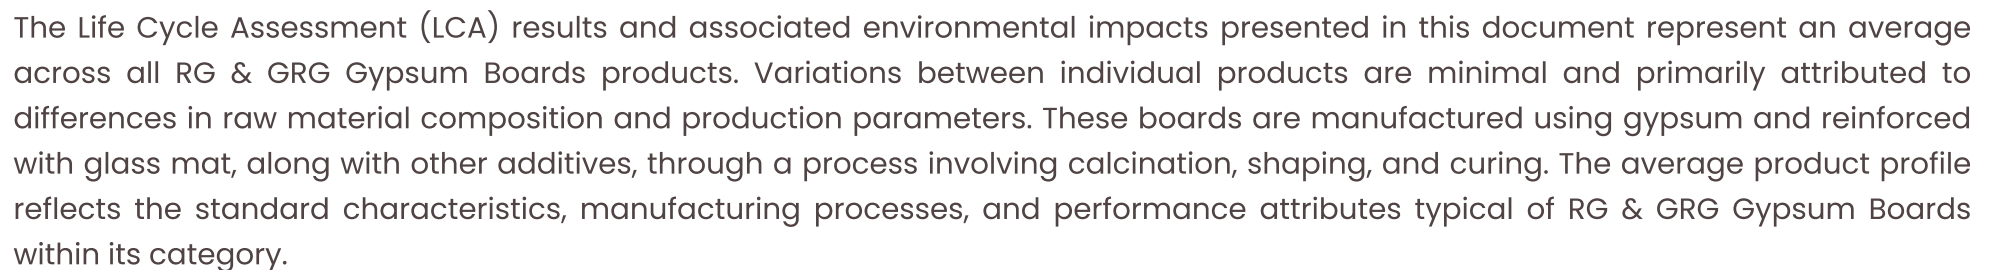 The Life Cycle Assessment (LCA) results and associated environmental impacts presented in this document represent an average
across all RG & GRG Gypsum Boards products. Variations between individual products are minimal and primarily attributed to
differences in raw material composition and production parameters. These boards are manufactured using gypsum and reinforced
with glass mat, along with other additives, through a process involving calcination, shaping, and curing. The average product profile
reflects the standard characteristics, manufacturing processes, and performance attributes typical of RG & GRG Gypsum Boards
within its category.